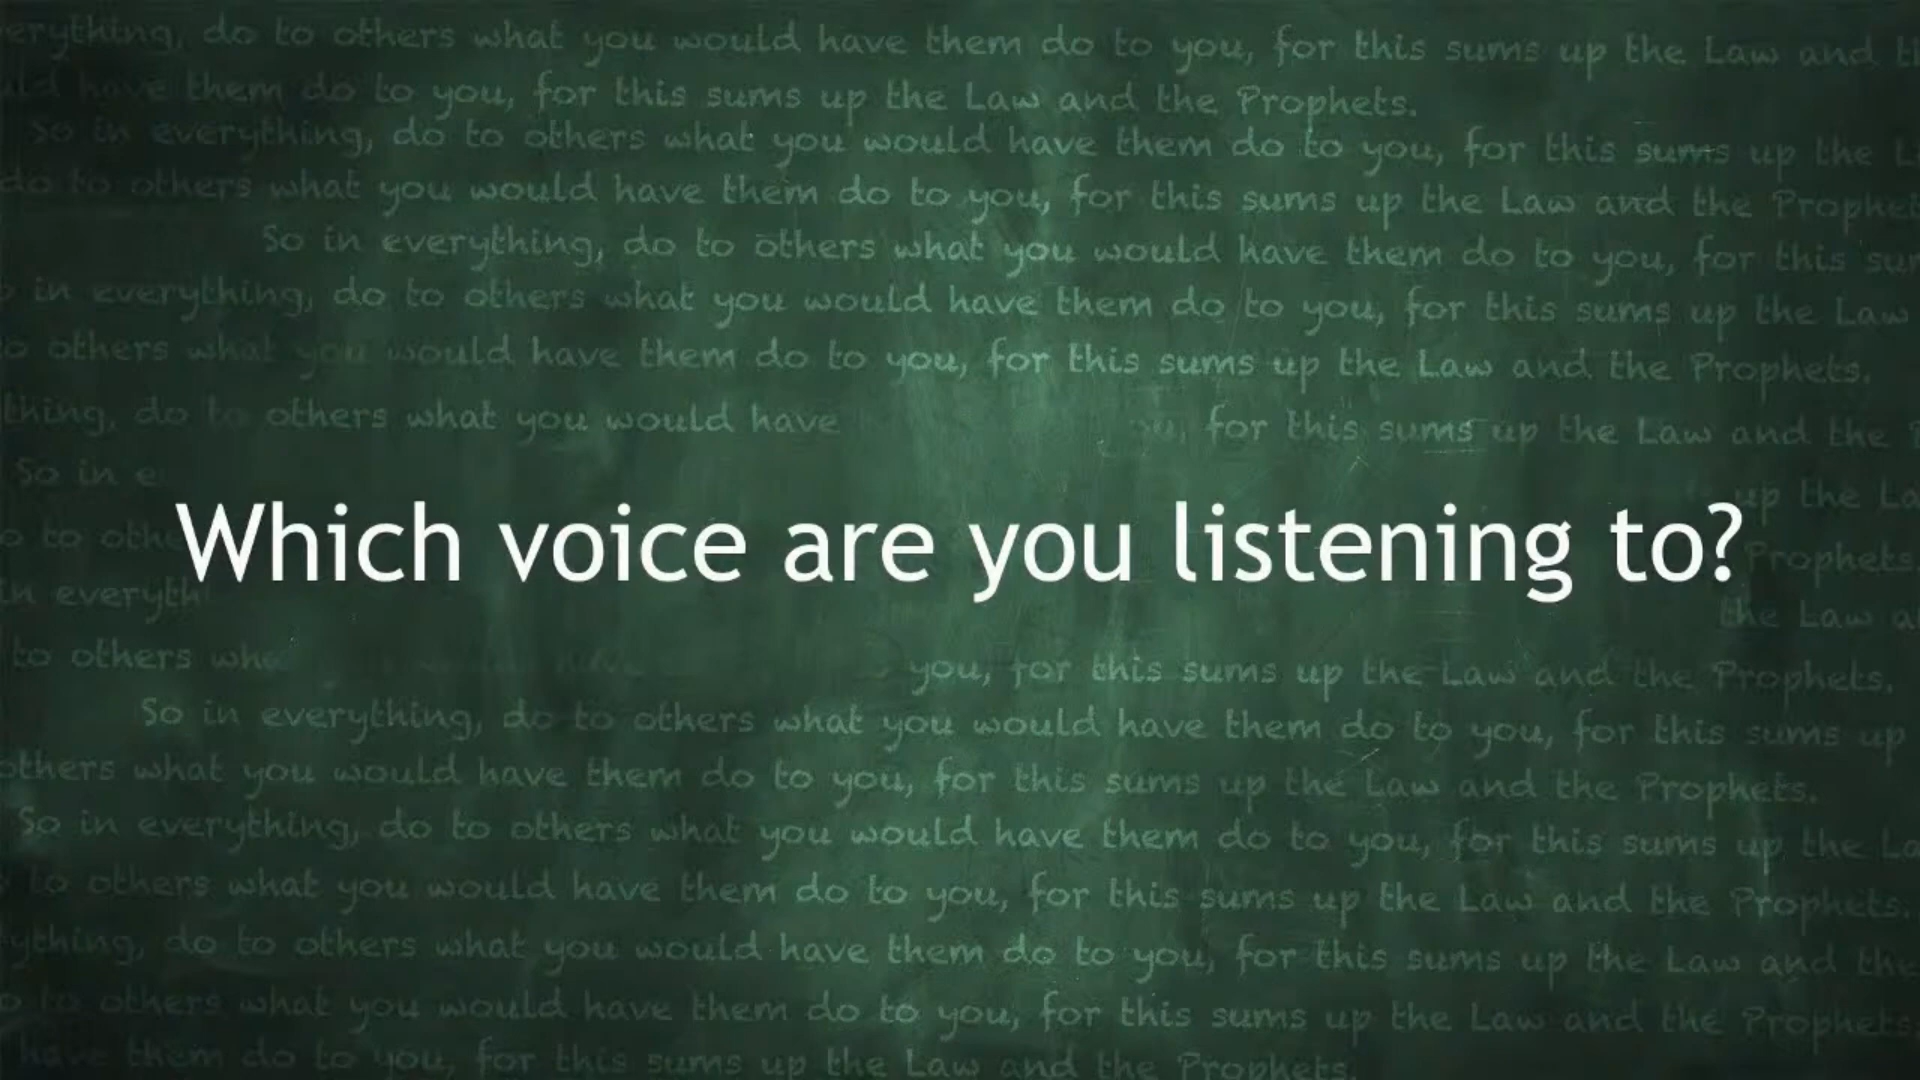 erything, do to others what you would have them do to you, for this sums up the Law and
have them do to you, for this sums up the Law and the Prophets.
So in everything, do to others what you would have them do to you, for this sums up the
do to others what you would have them do to you, for this sums up the Law and the Prophet
So in everything, do to others what you would have them do to you, for this sum
in everything, do to others what you would have them do to you, for this sums up the Law
others what you would have them do to you, for this sums up the Law and the Prophets.
thing, do to others what you would have for this sums up the Law and the
So in e up the La
to Prophets.
Which voice are you listening to?
in everyth the Law a
to others wh you, for this sums up the Law and the Prophets.
So in everything, do to others what you would have them do to you, for this sums up
others what you would have them do to you, for this sums up the Law and the Prophets.
So in everything, do to others what you would have them do to you, for this sums up the La
to others what you would have them do to you, for this sums up the Law and the Prophets.
ything, do to others what you would have them do to you, for this sums up the Law and the
to others what you would have them do to you, for this sums up the Law and the Prophets
have them do to you, for this sums up the Law and the Prophets.